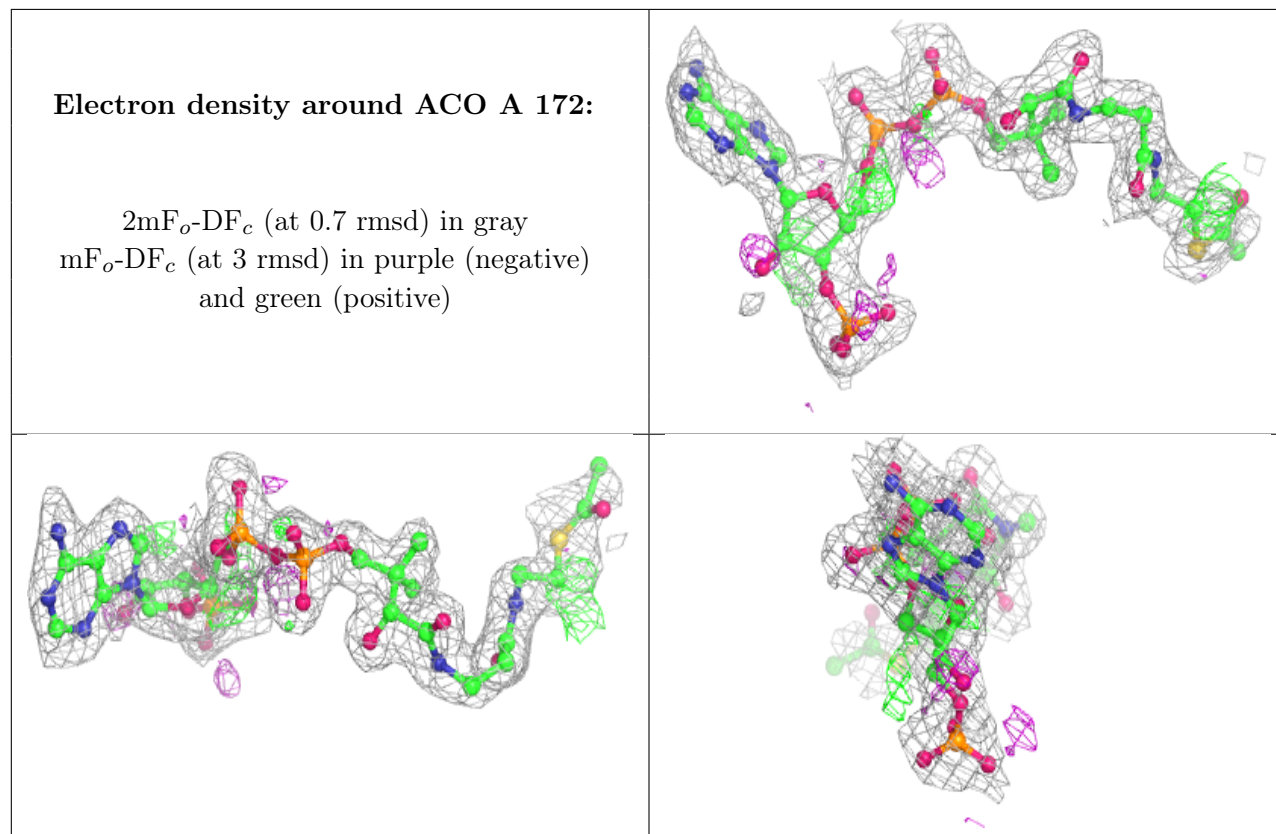 Electron density around ACO A 172:
2mFo-DFc (at 0.7 rmsd) in gray
mFo-DFc (at 3 rmsd) in purple (negative)
and green (positive)